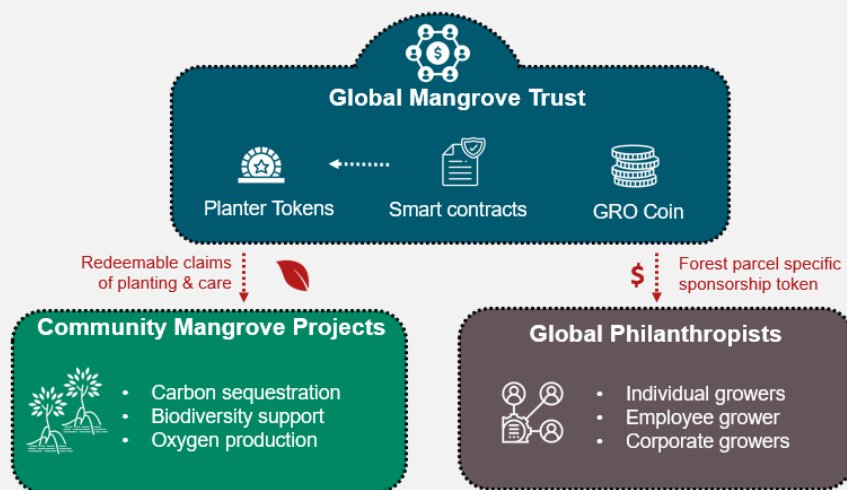 Global Mangrove Trust
Planter Tokens
Smart contracts
GRO Coin
Redeemable claims
of planting & care
$
Forest parcel specific
sponsorship token
Community Mangrove Projects
• Carbon sequestration
• Biodiversity support
• Oxygen production
Global Philanthropists
• Individual growers
• Employee grower
• Corporate growers